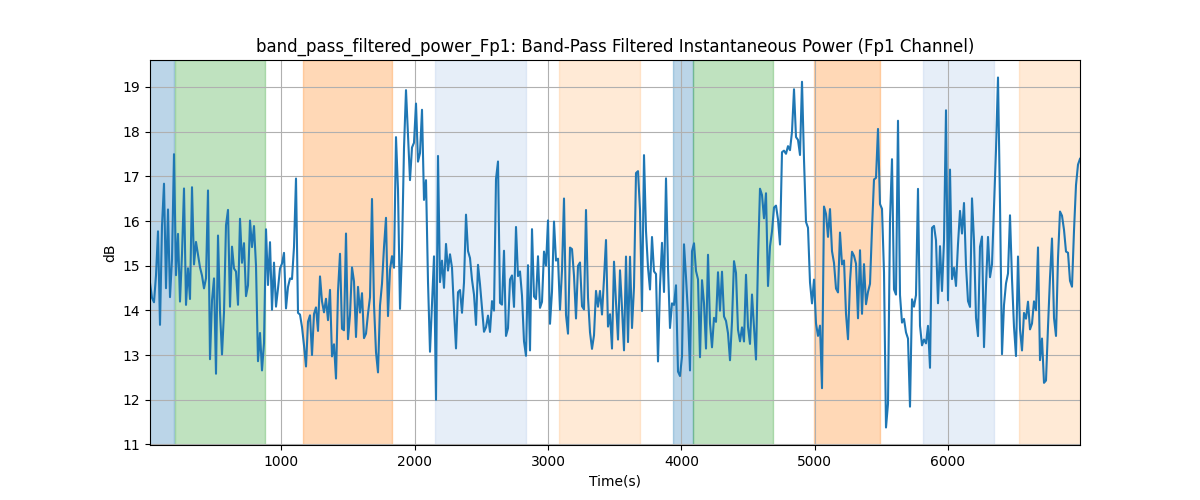 band_pass_filtered_power_Fp1: Band-Pass Filtered Instantaneous Power (Fp1 Channel)
19
18
17
16
15
14
13
12
11
dB
1000 2000 3000 4000 5000 6000
Time(s)